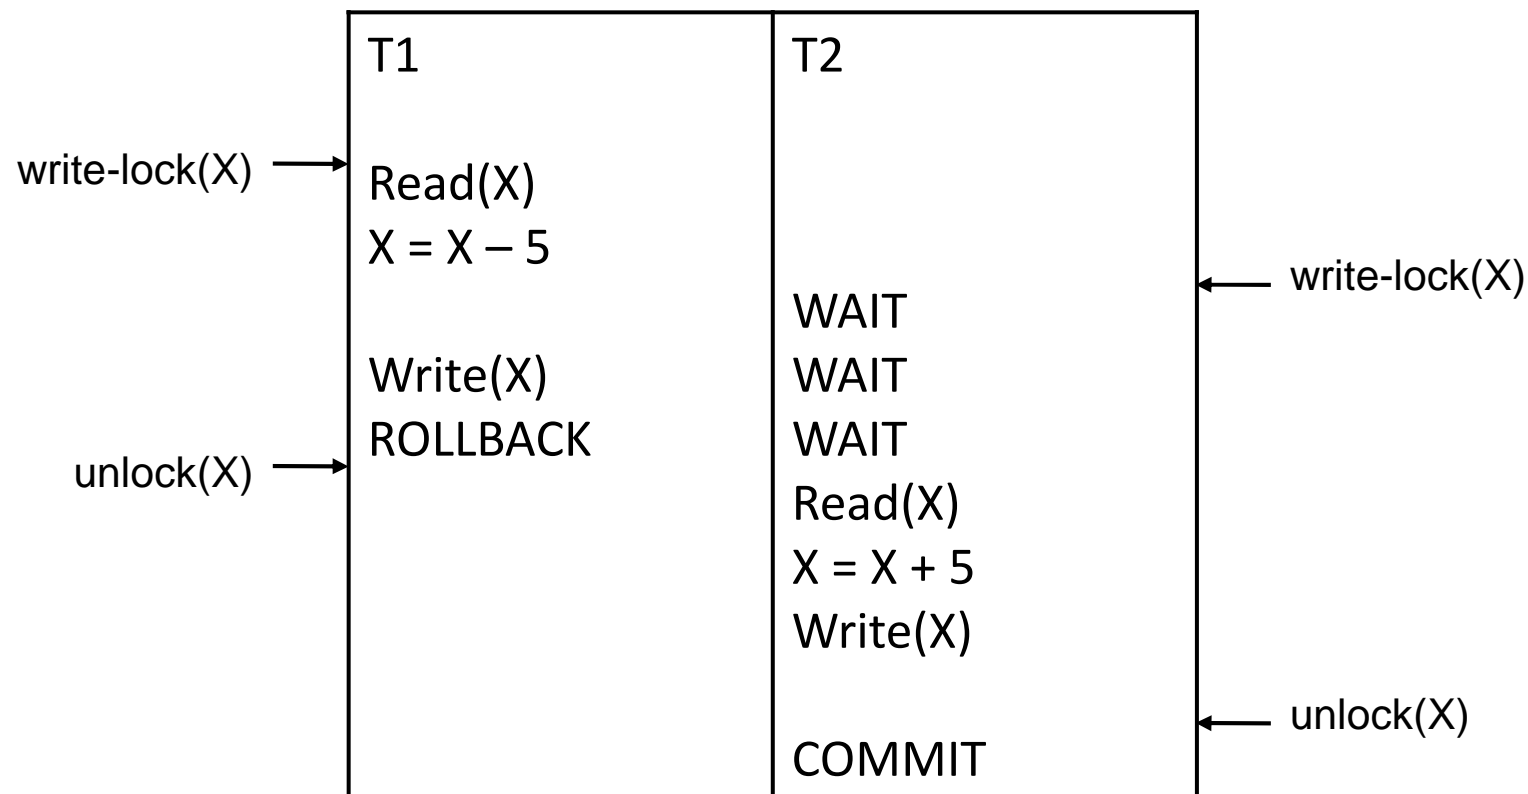 T1
T2
write-lock(X)
Read(X)
X = X – 5
write-lock(X)
WAIT
Write(X)
WAIT
ROLLBACK
WAIT
unlock(X)
Read(X)
X = X + 5
Write(X)
unlock(X)
COMMIT